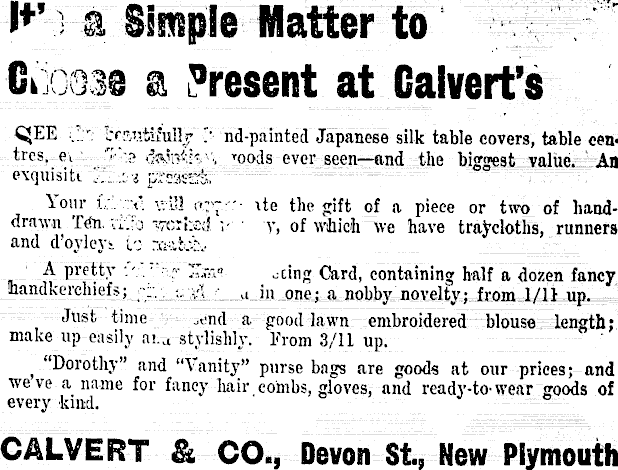 It's a Simple Matter to
Choose a Present at Calvert's
SEE the beautifully hand-painted Japanese silk table covers, table cen-
tres, The daintiest goods ever seen—and the biggest value. An
exquisite Xmas present.
Your friend will appreciate the gift of a piece or two of hand-
drawn worked of which we have traycloths, runners
and d'oyleys to match.
A pretty folding Xmas Card, containing half a dozen fancy
handkerchiefs; in one; a nobby novelty; from 1/11 up.
Just time send a good lawn embroidered blouse length;
make up easily and stylishly. From 3/11 up.
"Dorothy" and "Vanity" purse bags are goods at our prices; and
we've a name for fancy hair combs, gloves, and ready-to-wear goods of
every kind.
CALVERT & CO., Devon St., New Plymouth